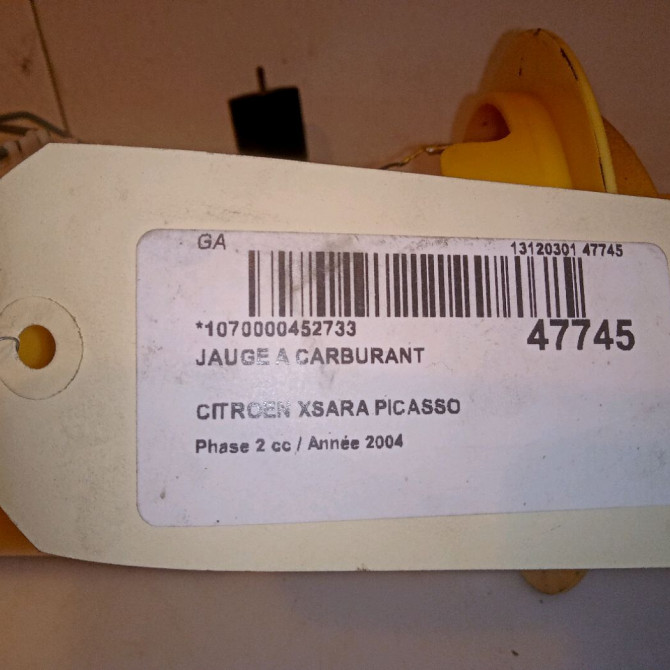 GA
13120301 47745
*1070000452733
47745
JAUGE A CARBURANT
CITROEN XSARA PICASSO
Phase 2 cc / Année 2004